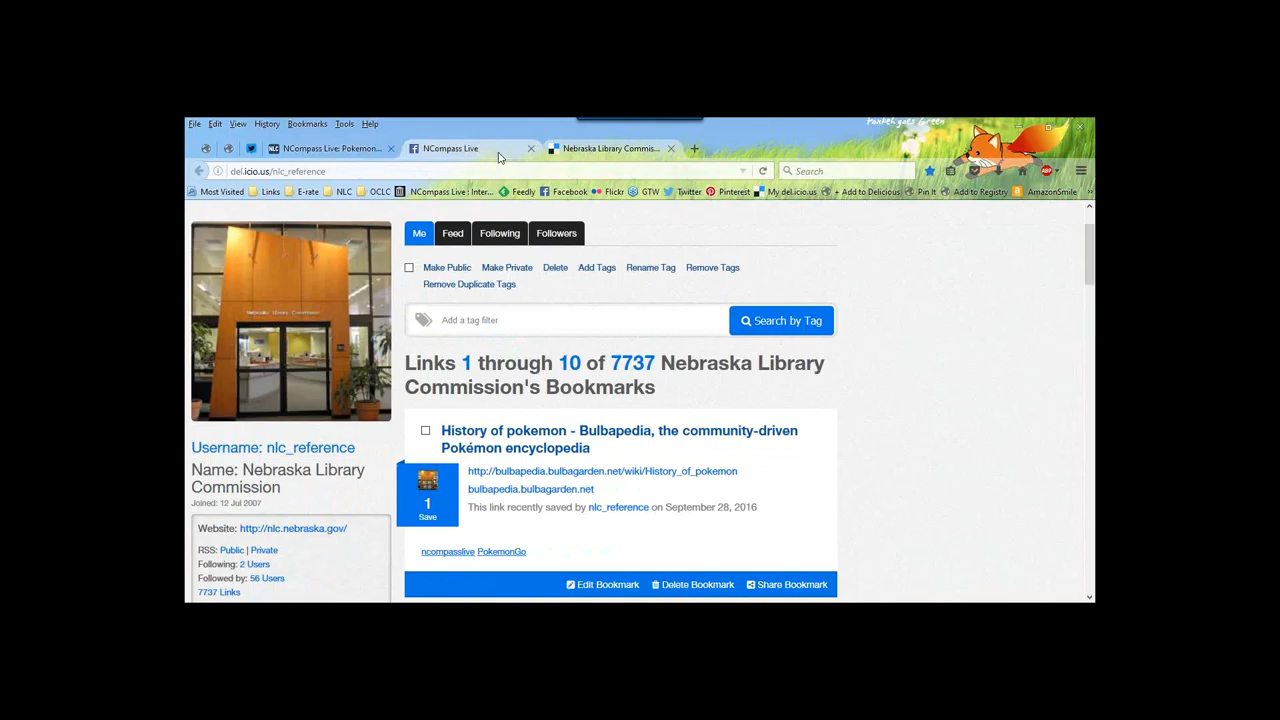 Foxkeh goes Green
File Edit View History Bookmarks Tools Help
NCompass Live: Pokemon... NCompass Live Nebraska Library Commis...
del.icio.us/nlc_reference Search
Most Visited Links E-rate NLC OCLC NCompass Live : Inter... Feedly Facebook Flickr GTW Twitter Pinterest My del.icio.us + Add to Delicious Pin It Add to Registry AmazonSmile
Me Feed Following Followers
Make Public Make Private Delete Add Tags Rename Tag Remove Tags
Remove Duplicate Tags
Add a tag filter Search by Tag
Nebraska Library Commission
Links 1 through 10 of 7737 Nebraska Library
Commission's Bookmarks
History of pokemon - Bulbapedia, the community-driven
Pokémon encyclopedia
http://bulbapedia.bulbagarden.net/wiki/History_of_pokemon
bulbapedia.bulbagarden.net
This link recently saved by nlc_reference on September 28, 2016
1
Save
ncompasslive PokemonGo
Edit Bookmark Delete Bookmark Share Bookmark
Username: nlc_reference
Name: Nebraska Library
Commission
Joined: 12 Jul 2007
Website: http://nlc.nebraska.gov/
RSS: Public | Private
Following: 2 Users
Followed by: 56 Users
7737 Links